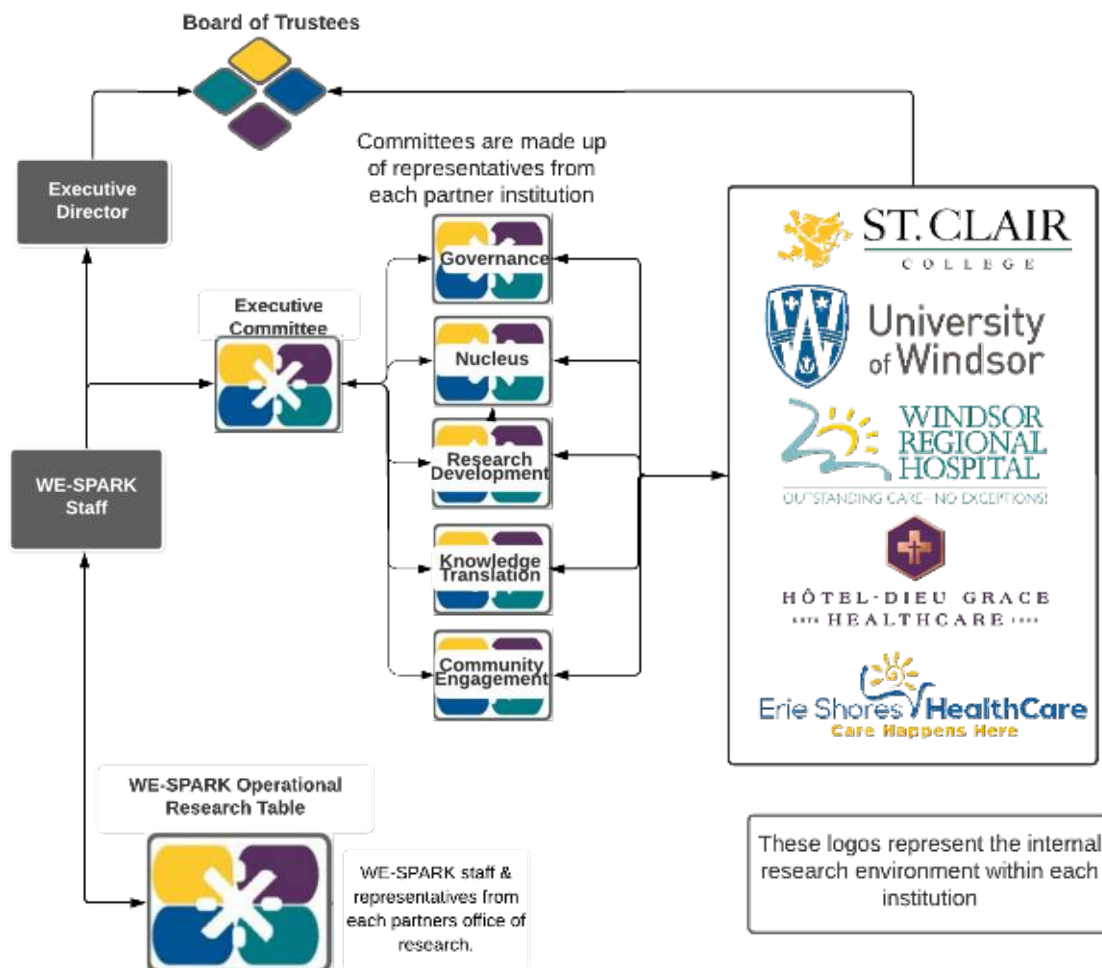 Board of Trustees
Committees are made up
of representatives from
each partner institution
Executive
Director
Governance
Executive
Committee
Nucleus
Research
Development
WE-SPARK
Staff
Knowledge
Translation
Community
Engagement
ST. CLAIR
COLLEGE
University
of Windsor
WINDSOR
REGIONAL
HOSPITAL
OUTSTANDING CARE – NO EXCEPTIONS!
HÔTEL-DIEU GRACE
HEALTHCARE
Erie Shores HealthCare
Care Happens Here
WE-SPARK Operational
Research Table
WE-SPARK staff &
representatives from
each partners office of
research.
These logos represent the internal
research environment within each
institution